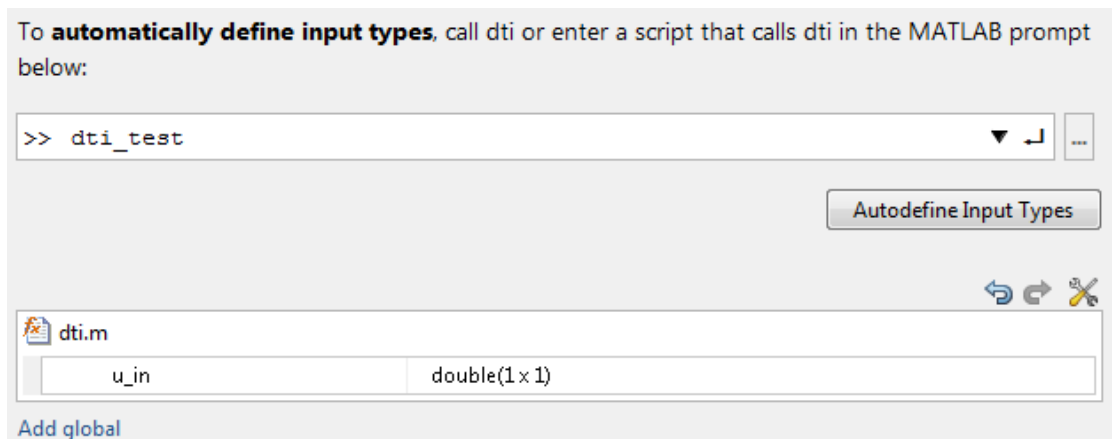 To automatically define input types, call dti or enter a script that calls dti in the MATLAB prompt
below:
>> dti_test
...
Autodefine Input Types
dti.m
u_in double(1 x 1)
Add global